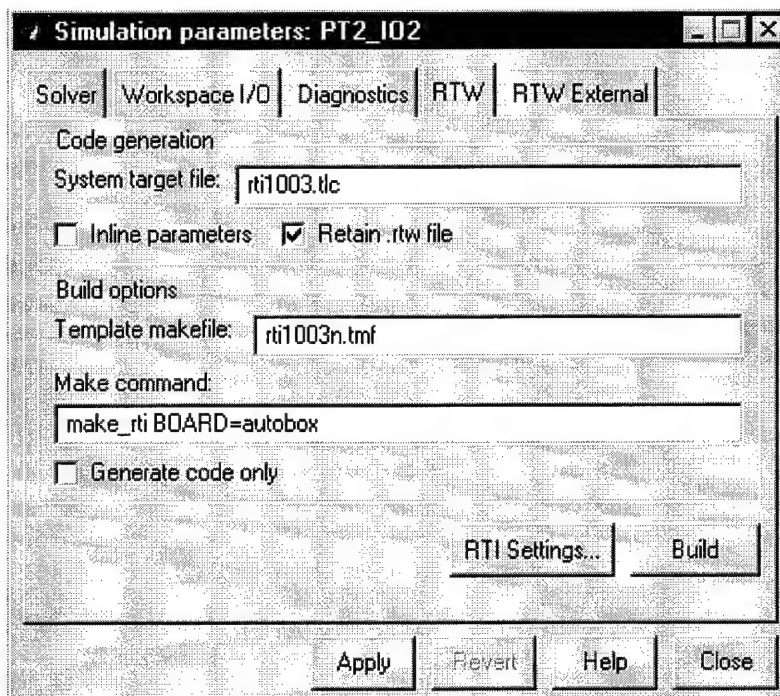 Simulation parameters: PT2_IO2
Solver Workspace I/O Diagnostics RTW RTW External
Code generation
System target file: rti1003.tlc
Inline parameters Retain .rtw file
Build options
Template makefile: rti1003n.tmf
Make command:
make_rti BOARD=autobox
Generate code only
RTI Settings... Build
Apply Revert Help Close